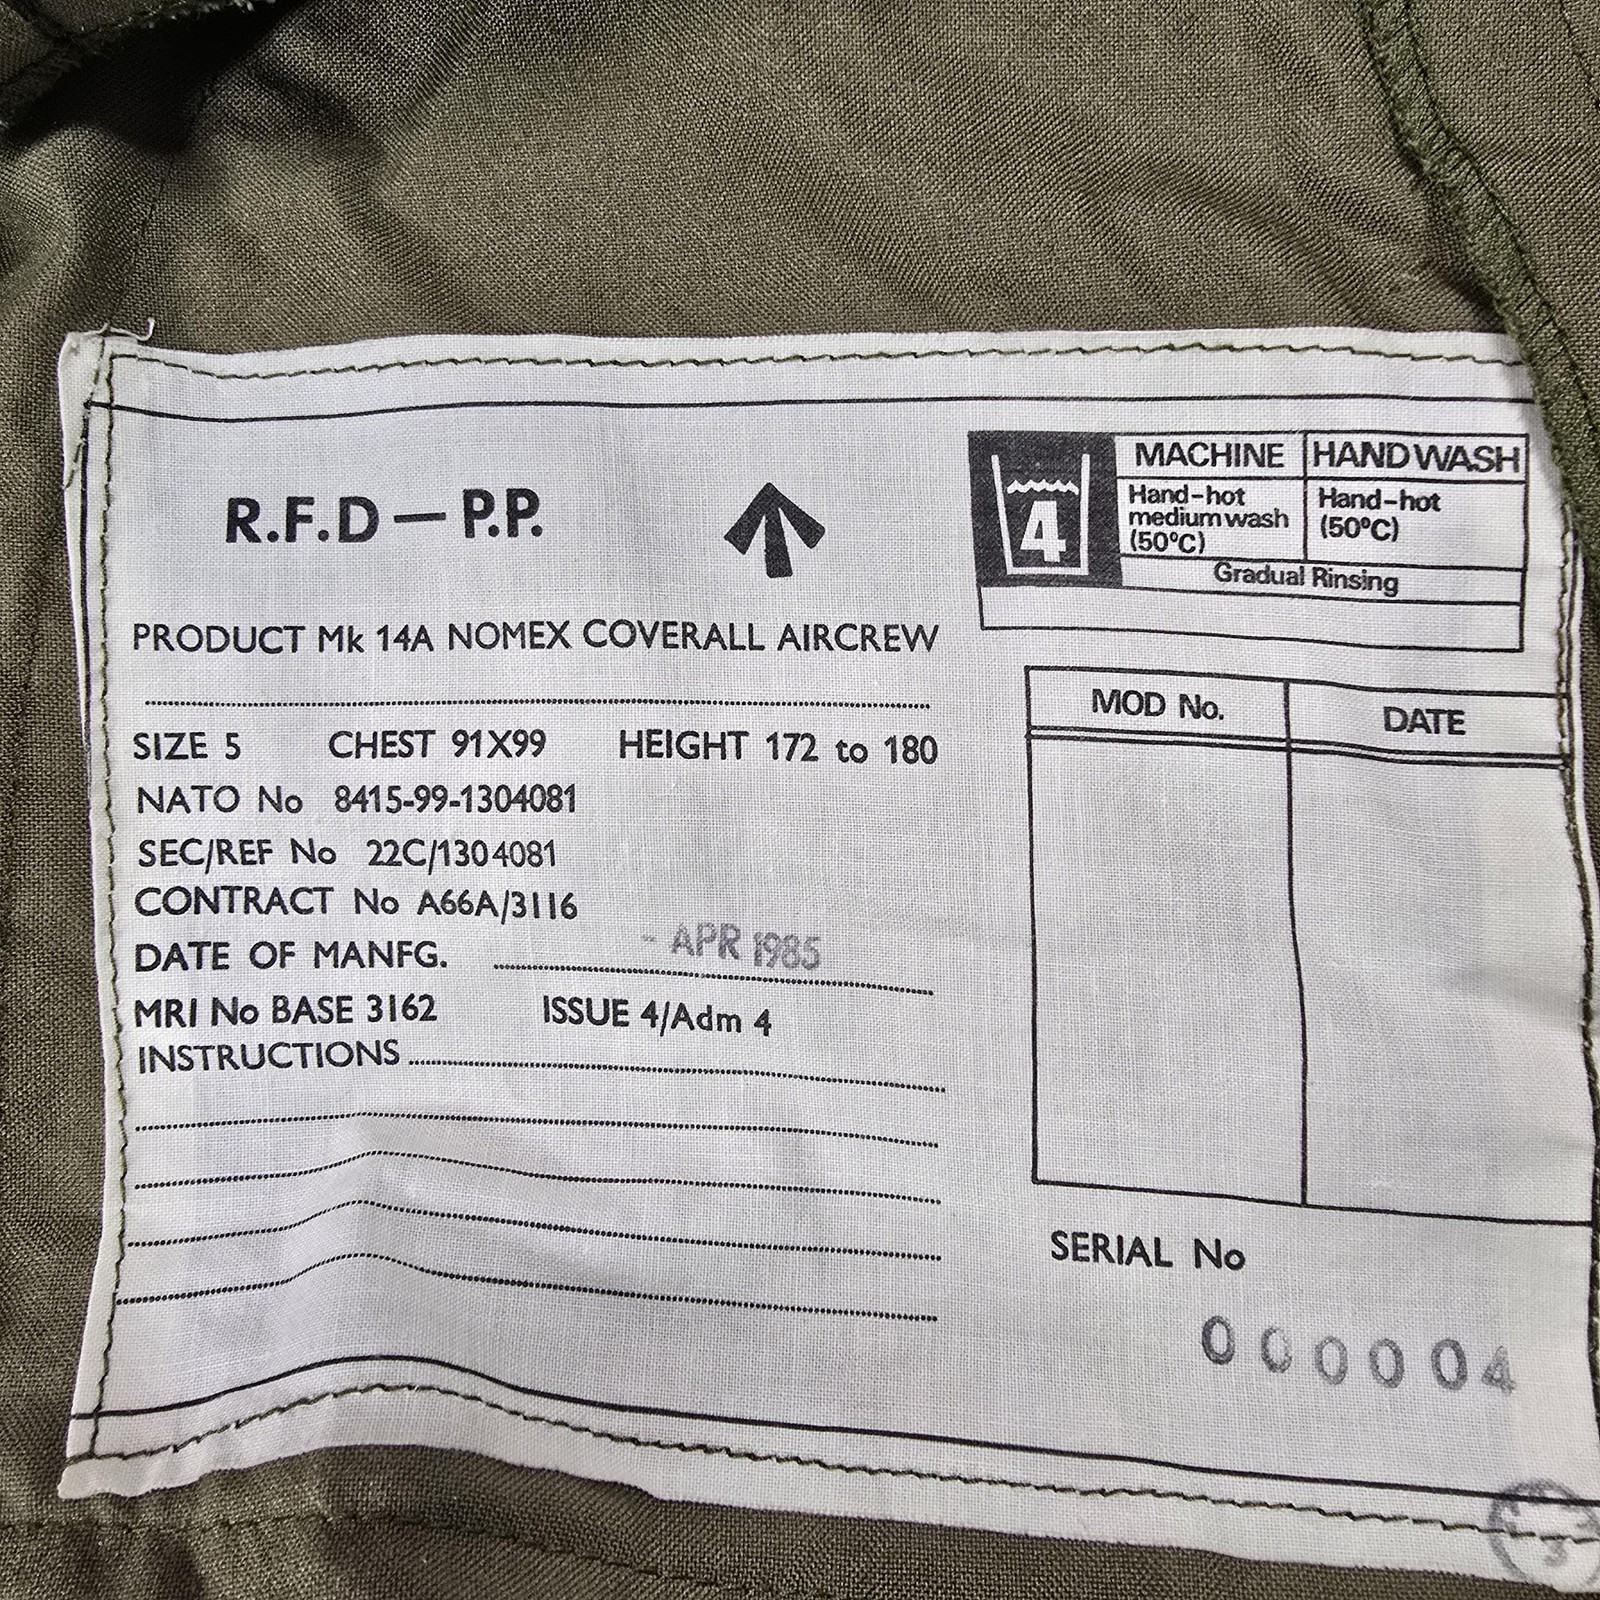 R.F.D — P.P.
4
MACHINE HANDWASH
Hand-hot
medium wash
(50°C)
Hand-hot
(50°C)
Gradual Rinsing
PRODUCT Mk 14A NOMEX COVERALL AIRCREW
SIZE 5 CHEST 91X99 HEIGHT 172 to 180
NATO No 8415-99-1304081
SEC/REF No 22C/1304081
CONTRACT No A66A/3116
DATE OF MANFG. - APR 1985
MRI No BASE 3162 ISSUE 4/Adm 4
INSTRUCTIONS
MOD No. DATE
SERIAL No
000004
3